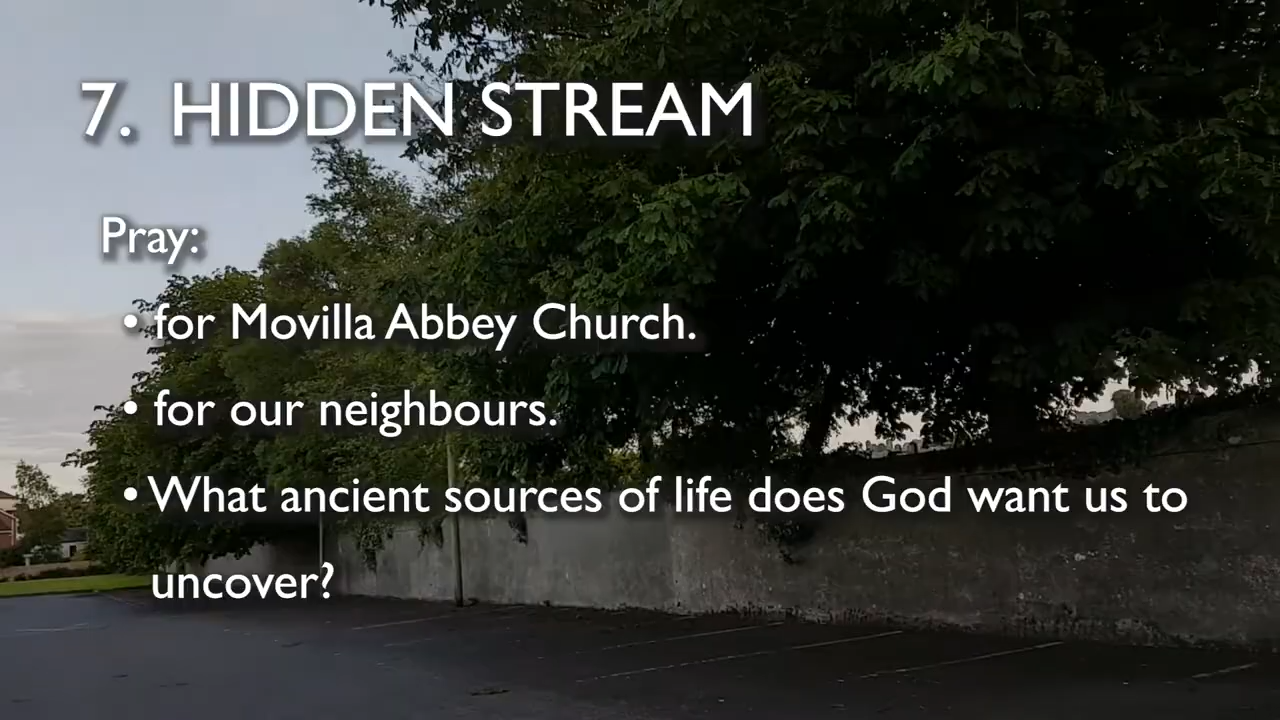 7. HIDDEN STREAM
Pray:
• for Movilla Abbey Church.
• for our neighbours.
• What ancient sources of life does God want us to
uncover?